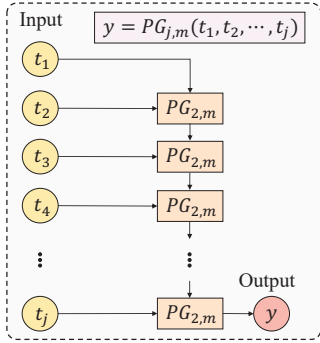 Input
y = PG_{j,m}(t_1, t_2, ⋯, t_j)
t_1
t_2
PG_{2,m}
t_3
PG_{2,m}
t_4
PG_{2,m}
⋮
⋮
Output
t_j
PG_{2,m}
y